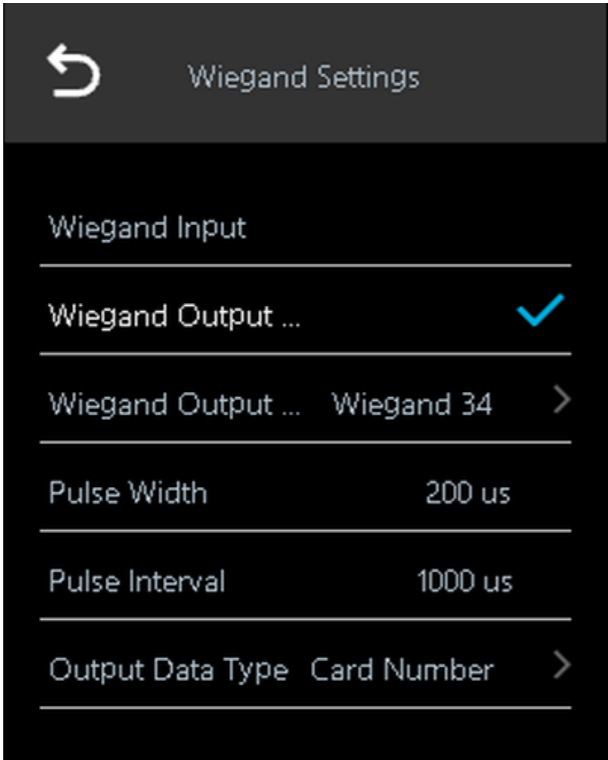 Wiegand Settings
Wiegand Input
Wiegand Output ...
Wiegand Output ... Wiegand 34
Pulse Width 200 us
Pulse Interval 1000 us
Output Data Type Card Number